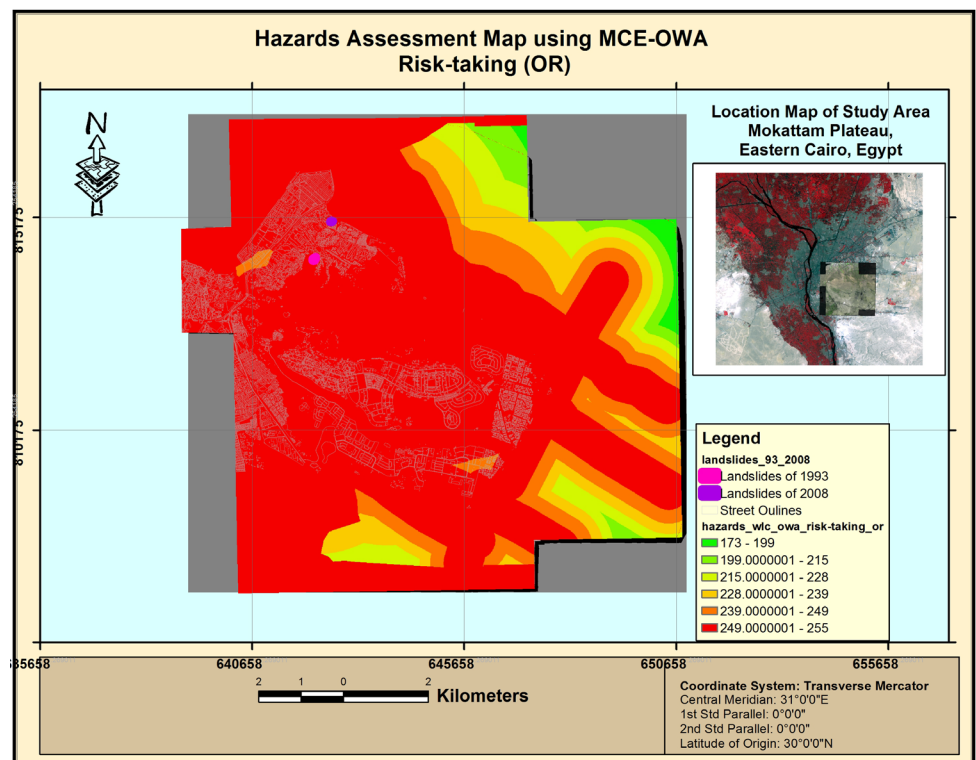 Hazards Assessment Map using MCE-OWA
Risk-taking (OR)
N
Location Map of Study Area
Mokattam Plateau,
Eastern Cairo, Egypt
815175
810175
Legend
landslides_93_2008
Landslides of 1993
Landslides of 2008
Street Oulines
hazards_wlc_owa_risk-taking_or
173 - 199
199.0000001 - 215
215.0000001 - 228
228.0000001 - 239
239.0000001 - 249
249.0000001 - 255
640658
645658
650658
655658
2 1 0 2
Kilometers
Coordinate System: Transverse Mercator
Central Meridian: 31°0'0"E
1st Std Parallel: 0°0'0"
2nd Std Parallel: 0°0'0"
Latitude of Origin: 30°0'0"N